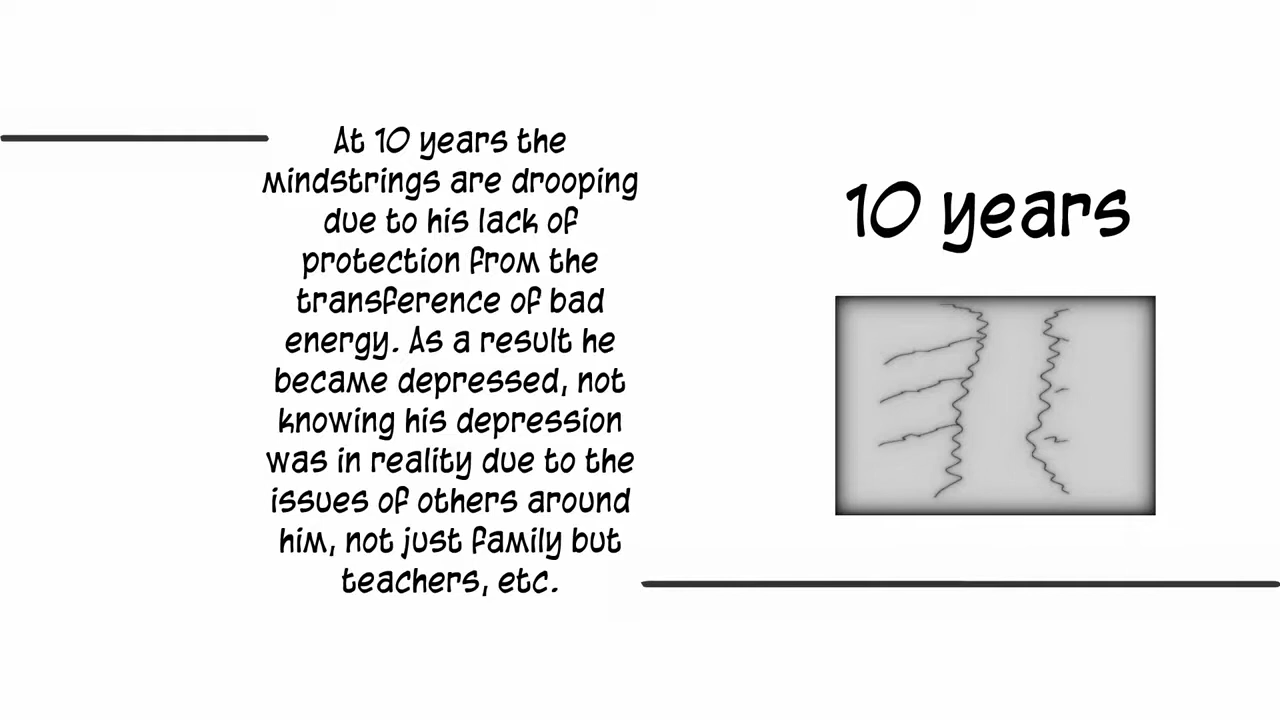 At 10 years the
mindstrings are drooping
due to his lack of
protection from the
transference of bad
energy. As a result he
became depressed, not
knowing his depression
was in reality due to the
issues of others around
him, not just family but
teachers, etc.
10 years